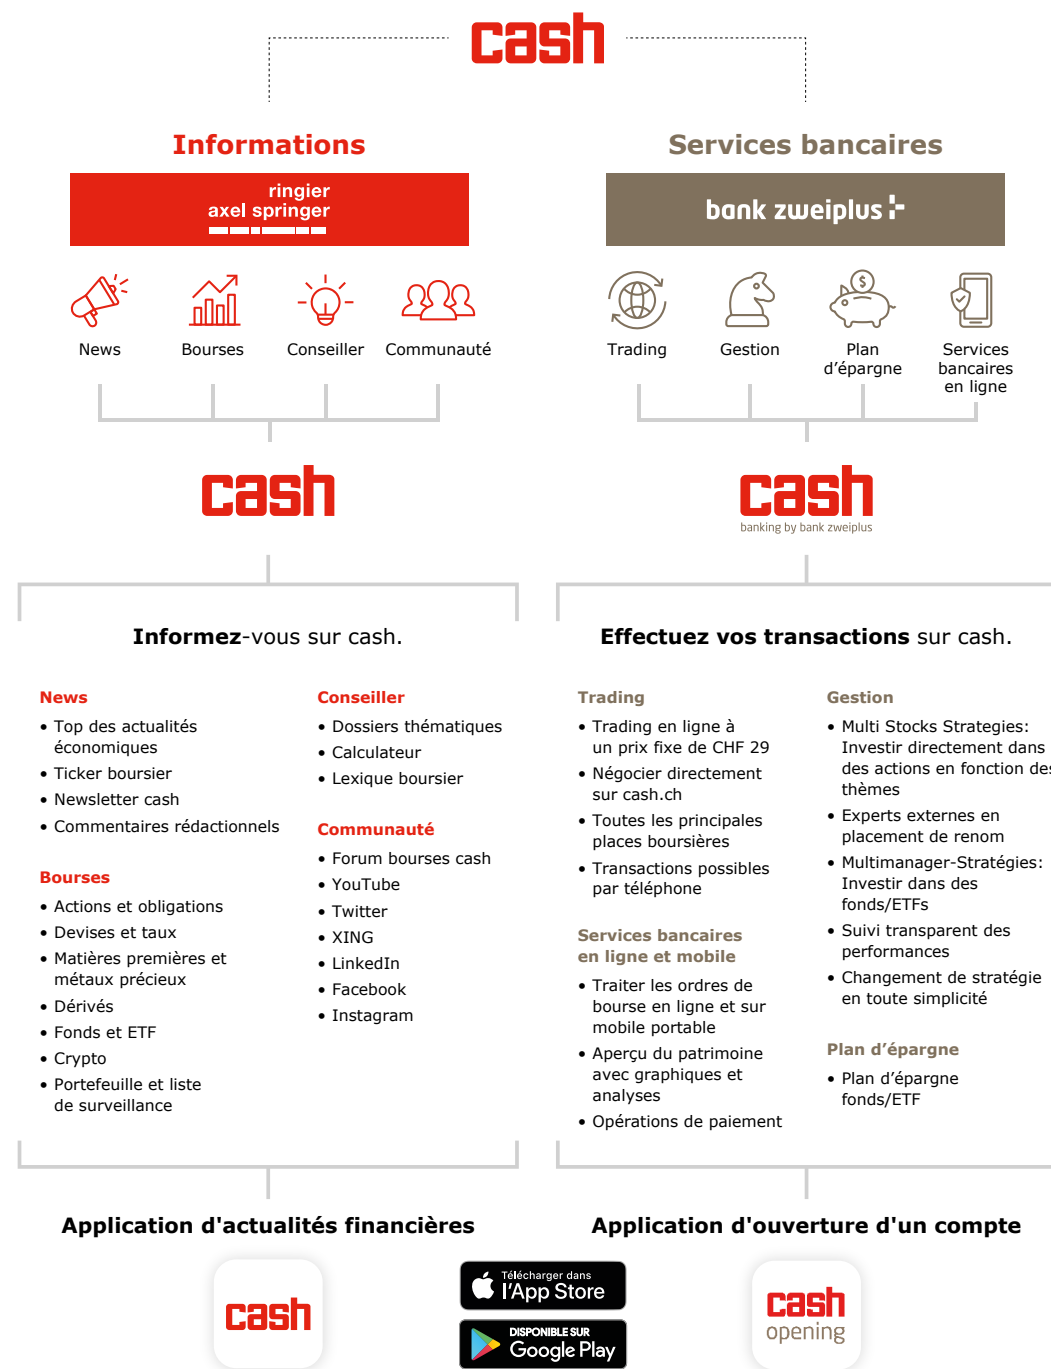 cash
Informations
ringier
axel springer
News
Bourses
Conseiller
Communauté
cash
Informez-vous sur cash.
News
• Top des actualités
économiques
• Ticker boursier
• Newsletter cash
• Commentaires rédactionnels
Bourses
• Actions et obligations
• Devises et taux
• Matières premières et
métaux précieux
• Dérivés
• Fonds et ETF
• Crypto
• Portefeuille et liste
de surveillance
Conseiller
• Dossiers thématiques
• Calculateur
• Lexique boursier
Communauté
• Forum bourses cash
• YouTube
• Twitter
• XING
• LinkedIn
• Facebook
• Instagram
Services bancaires
bank zweiplus
Trading
Gestion
Plan
d’épargne
Services
bancaires
en ligne
cash
banking by bank zweiplus
Effectuez vos transactions sur cash.
Trading
• Trading en ligne à
un prix fixe de CHF 29
• Négocier directement
sur cash.ch
• Toutes les principales
places boursières
• Transactions possibles
par téléphone
Services bancaires
en ligne et mobile
• Traiter les ordres de
bourse en ligne et sur
mobile portable
• Aperçu du patrimoine
avec graphiques et
analyses
• Opérations de paiement
Gestion
• Multi Stocks Strategies:
Investir directement dans
des actions en fonction des
thèmes
• Experts externes en
placement de renom
• Multimanager-Stratégies:
Investir dans des
fonds/ETFs
• Suivi transparent des
performances
• Changement de stratégie
en toute simplicité
Plan d’épargne
• Plan d’épargne
fonds/ETF
Application d'actualités financières
cash
Télécharger dans
l'App Store
DISPONIBLE SUR
Google Play
Application d'ouverture d'un compte
cash
opening